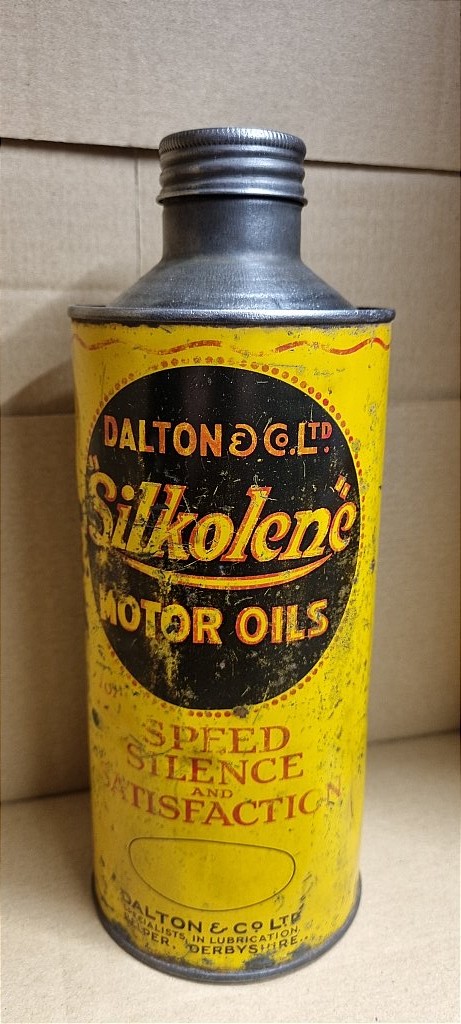 DALTON & Co. LTD.
"Silkolene"
MOTOR OILS
SPEED
SILENCE
AND
SATISFACTION
DALTON & Co LTD
SPECIALISTS IN LUBRICATION.
BELPER. DERBYSHIRE.